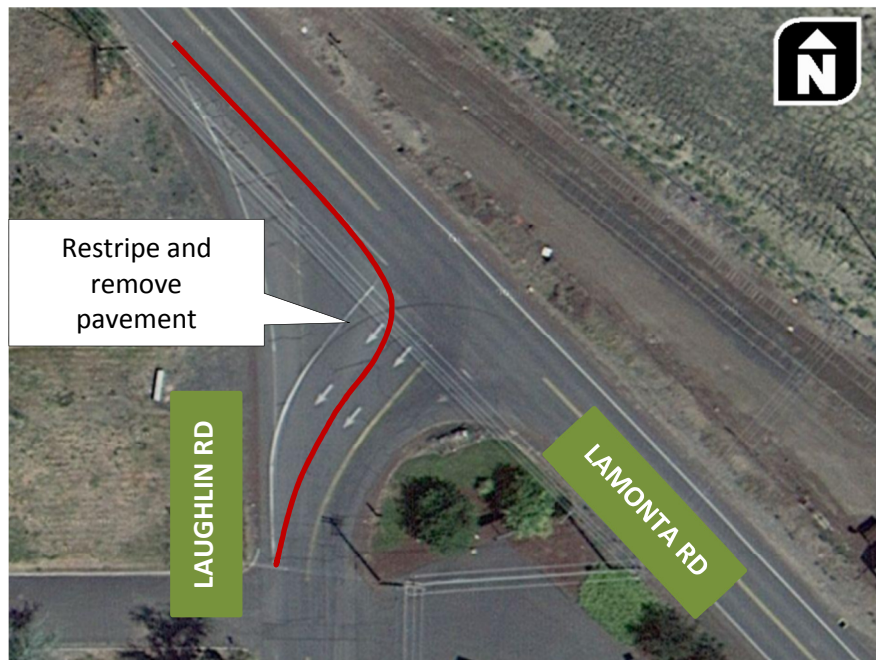 N
Restripe and
remove
pavement
LAUGHLIN RD
LAMONTA RD